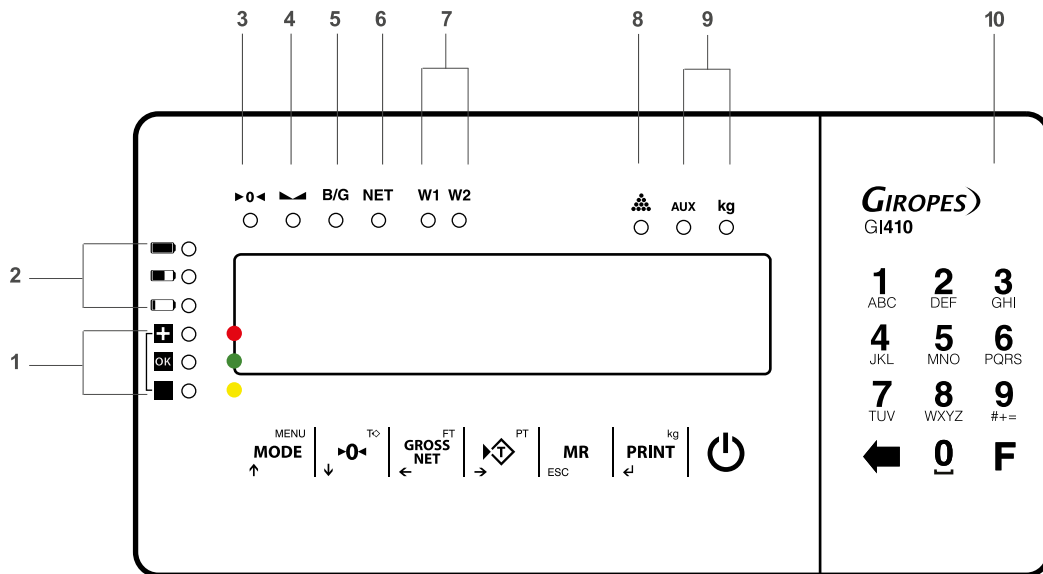 3 4 5 6 7 8 9 10
►0◄ B/G NET W1 W2 AUX kg
GIROPES
GI410
2
1
+
OK
1 2 3
ABC DEF GHI
4 5 6
JKL MNO PQRS
7 8 9
TUV WXYZ #+=
0 F
MENU T FT PT kg
MODE ►0◄ GROSS NET T MR PRINT
↑ ↓ ← → ESC ↵